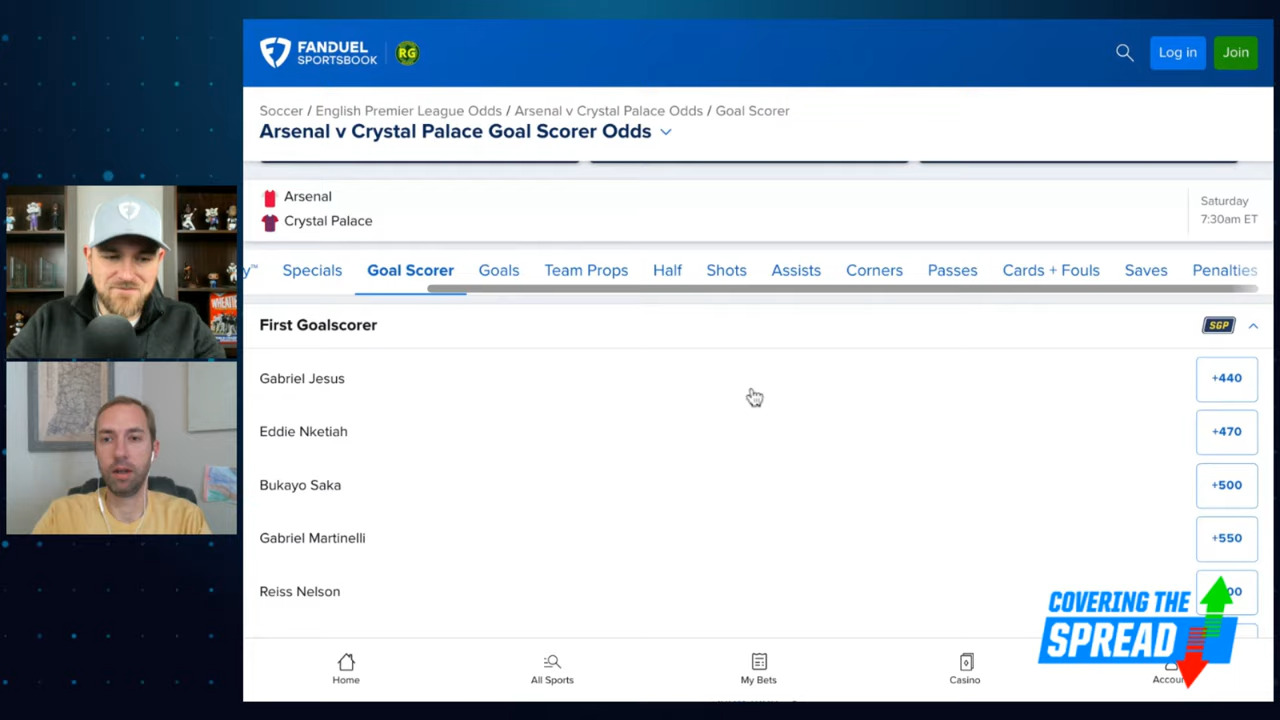 FANDUEL
SPORTSBOOK
RG
Log in
Join
Soccer / English Premier League Odds / Arsenal v Crystal Palace Odds / Goal Scorer
Arsenal v Crystal Palace Goal Scorer Odds
Arsenal
Crystal Palace
Saturday
7:30am ET
y™
Specials
Goal Scorer
Goals
Team Props
Half
Shots
Assists
Corners
Passes
Cards + Fouls
Saves
Penalties
First Goalscorer
SGP
Gabriel Jesus
+440
Eddie Nketiah
+470
Bukayo Saka
+500
Gabriel Martinelli
+550
Reiss Nelson
COVERING THE
SPREAD
Home
All Sports
My Bets
Casino
WHEATIES